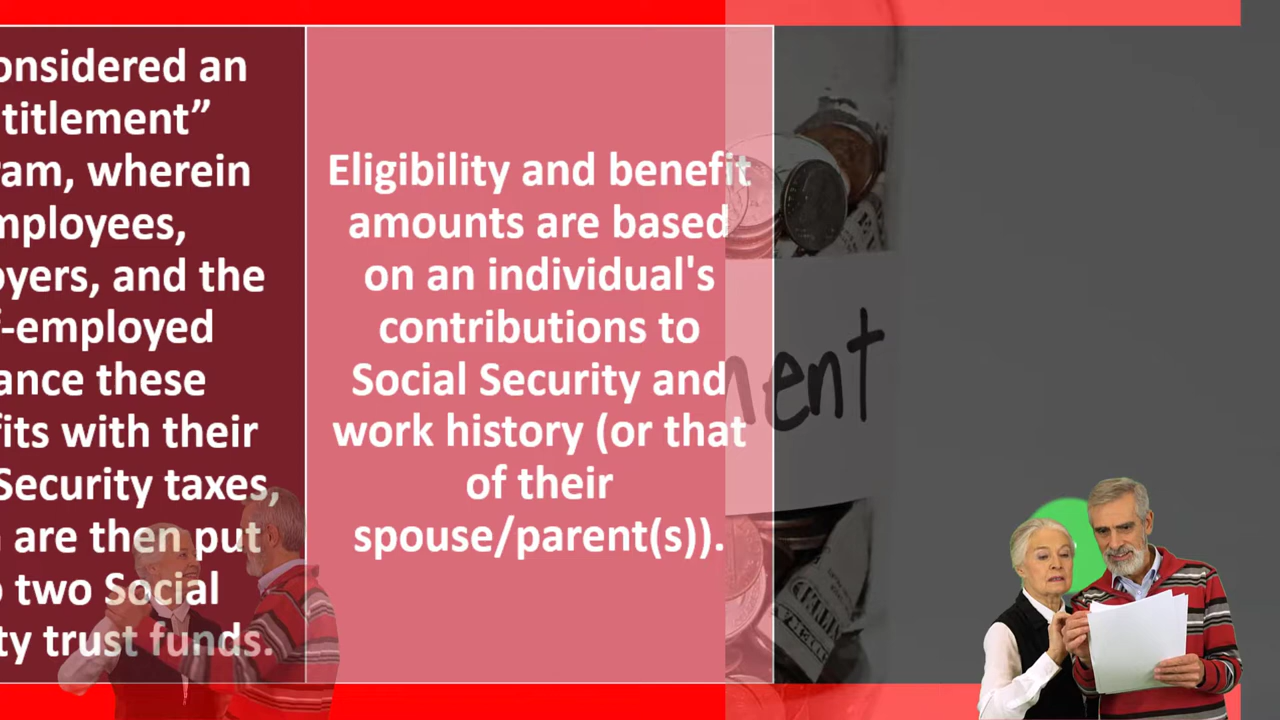 onsidered an
titlement”
ram, wherein
mployees,
oyers, and the
f-employed
ance these
fits with their
Security taxes,
are then put
two Social
ty trust funds.
Eligibility and benefit
amounts are based
on an individual's
contributions to
Social Security and
work history (or that
of their
spouse/parent(s)).
ment